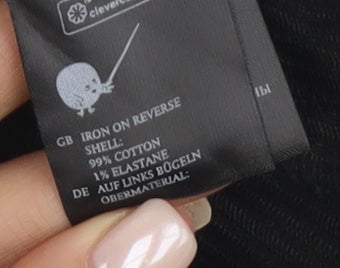 clevercare
GB IRON ON REVERSE
SHELL:
99% COTTON
1% ELASTANE
DE AUF LINKS BÜGELN
OBERMATERIAL: